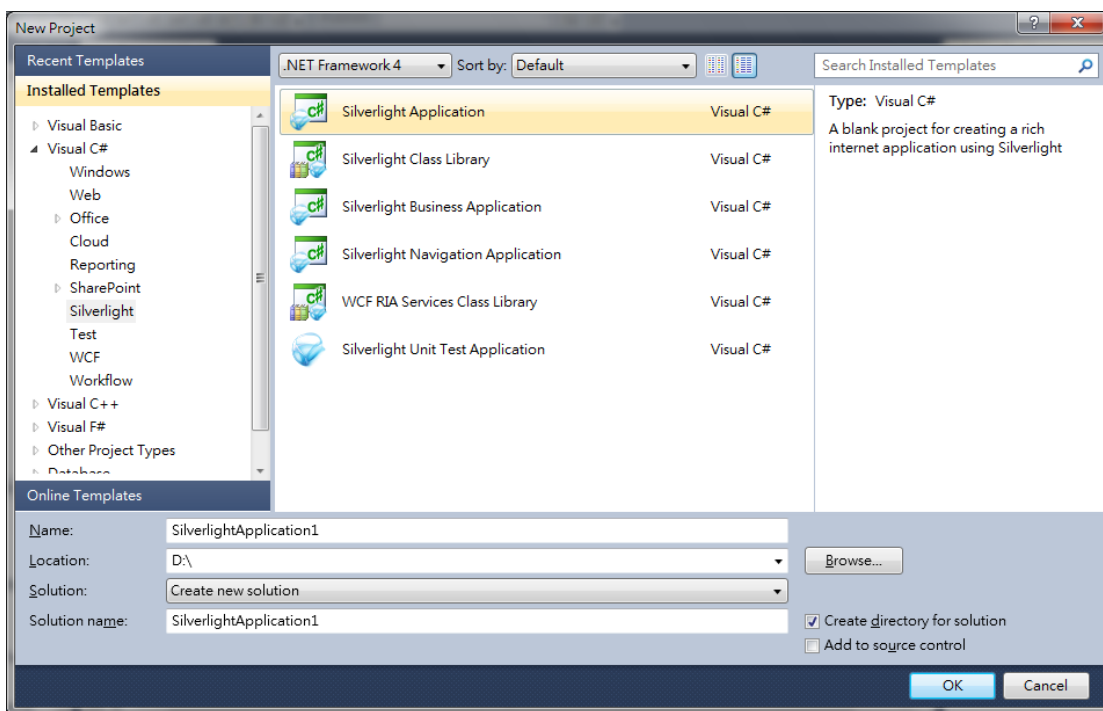 New Project
Recent Templates
Installed Templates
Visual Basic
Visual C#
Windows
Web
Office
Cloud
Reporting
SharePoint
Silverlight
Test
WCF
Workflow
Visual C++
Visual F#
Other Project Types
Database
Online Templates
.NET Framework 4 Sort by: Default
Silverlight Application Visual C#
Silverlight Class Library Visual C#
Silverlight Business Application Visual C#
Silverlight Navigation Application Visual C#
WCF RIA Services Class Library Visual C#
Silverlight Unit Test Application Visual C#
Search Installed Templates
Type: Visual C#
A blank project for creating a rich
internet application using Silverlight
Name: SilverlightApplication1
Location: D:\ Browse...
Solution: Create new solution
Solution name: SilverlightApplication1 Create directory for solution
Add to source control
OK Cancel